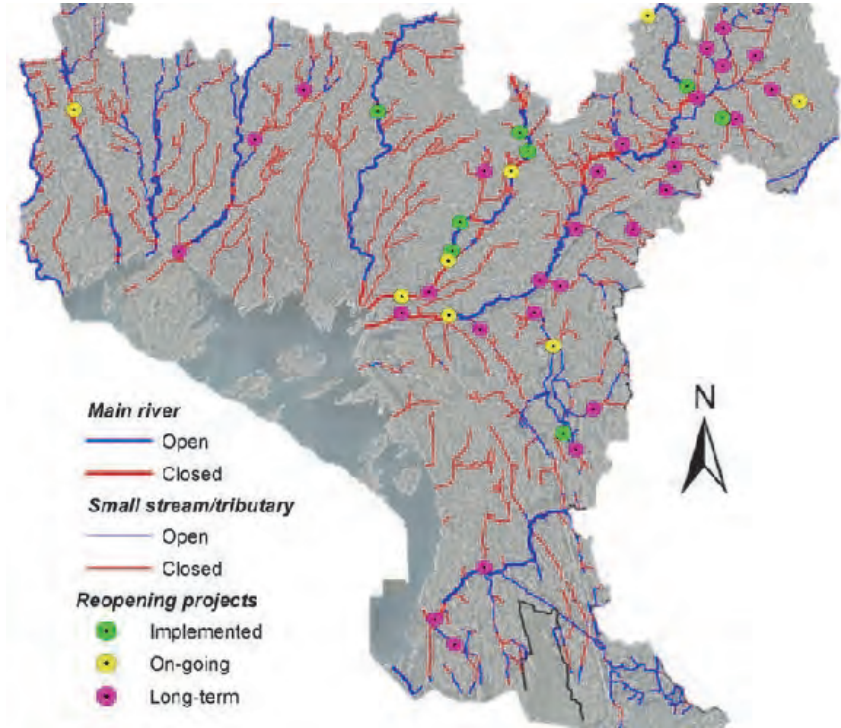 N
Main river
Open
Closed
Small stream/tributary
Open
Closed
Reopening projects
Implemented
On-going
Long-term